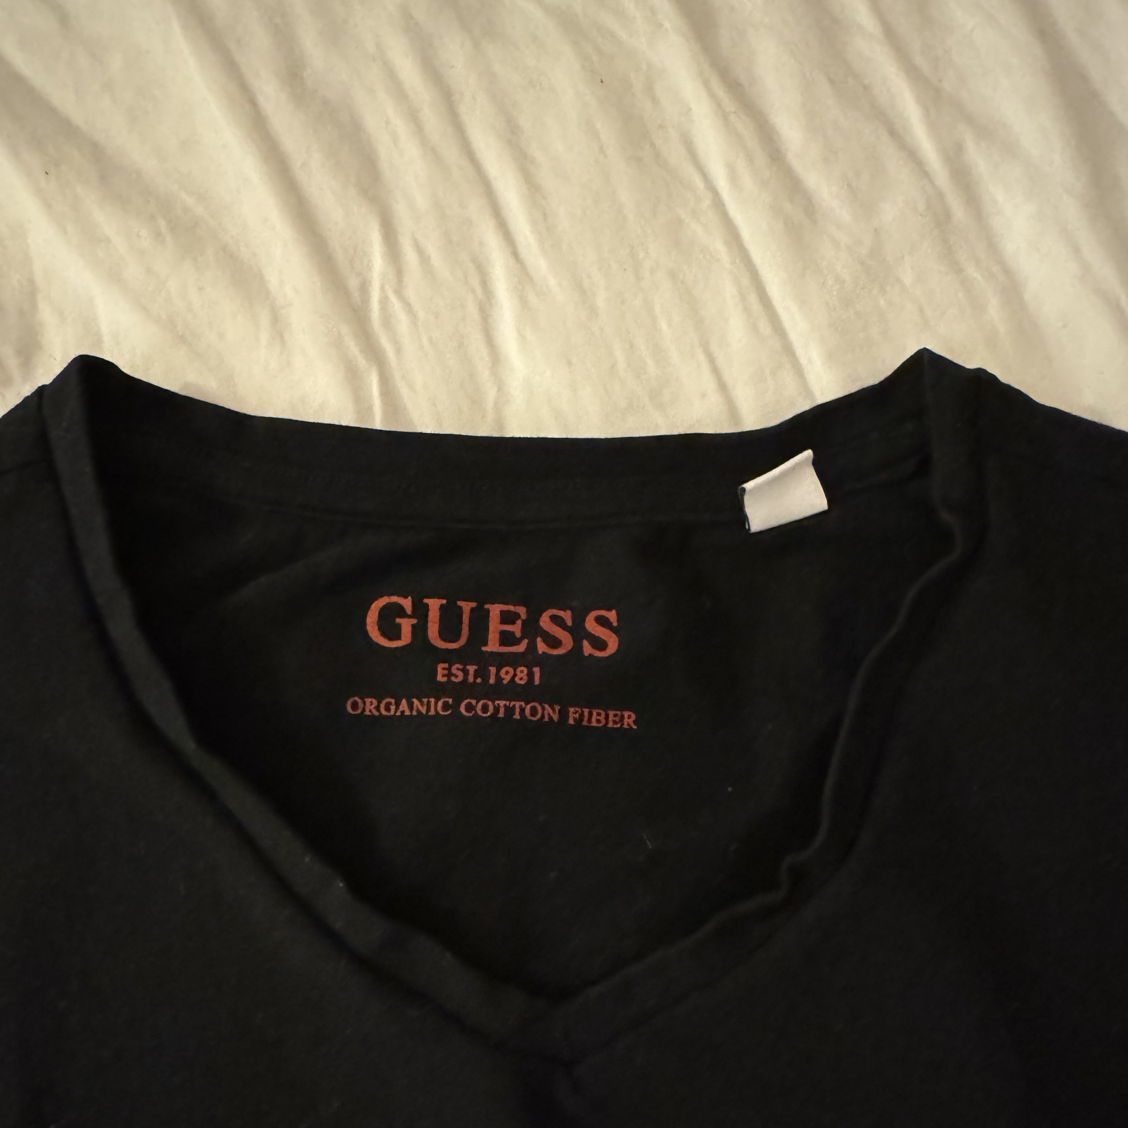 GUESS
EST. 1981
ORGANIC COTTON FIBER